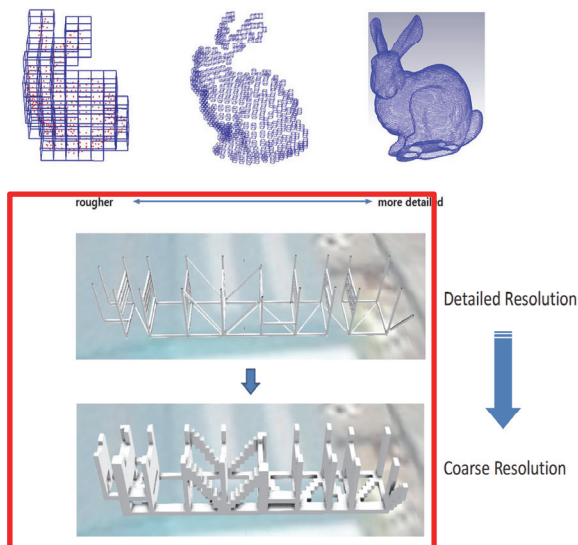 rougher
more detailed
Detailed Resolution
Coarse Resolution